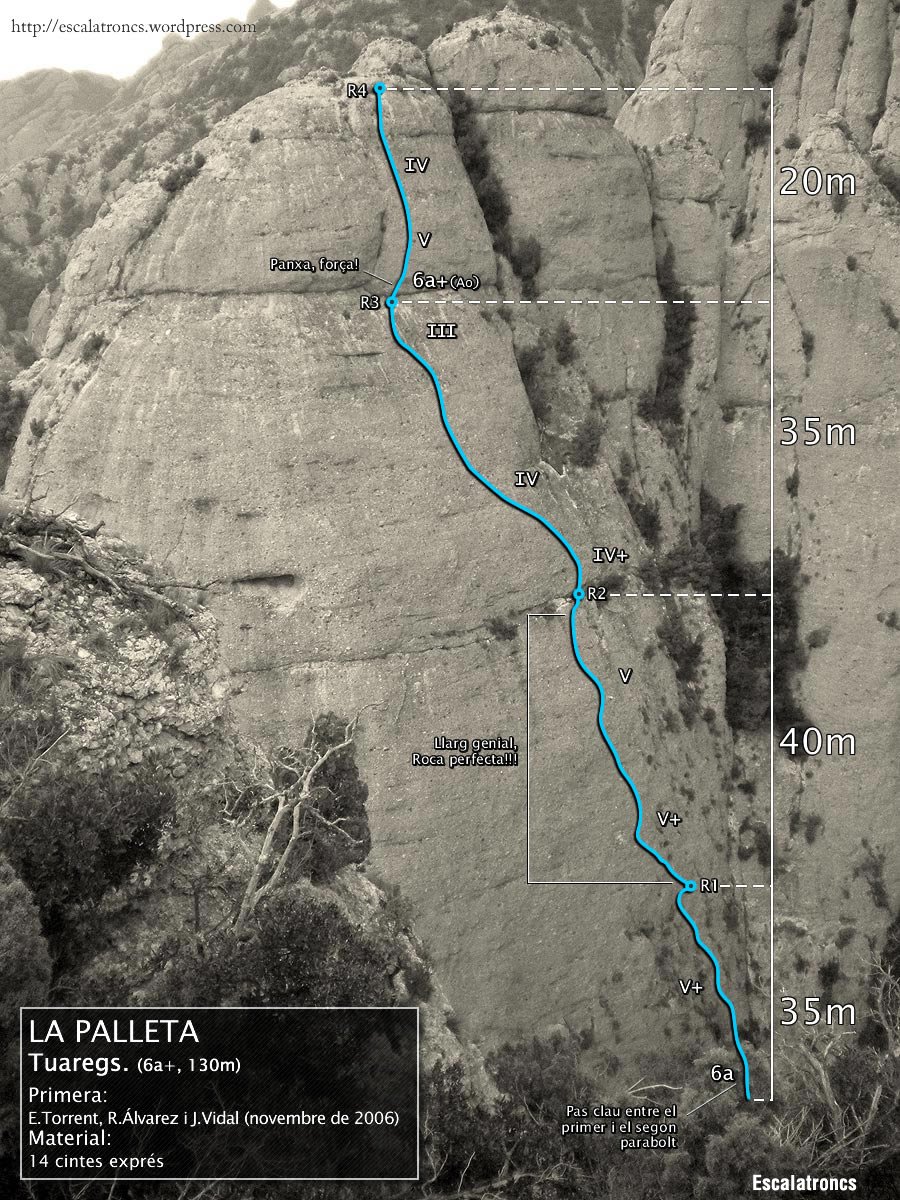 http://escalatroncs.wordpress.com
R4
IV
20m
V
Panxa, força!
6a+(Ao)
R3
III
35m
IV
IV+
R2
V
Llarg genial,
Roca perfecta!!!
40m
V+
R1
V+
35m
6a
Pas clau entre el
primer i el segon
parabolt
LA PALLETA
Tuaregs. (6a+, 130m)
Primera:
E.Torrent, R.Álvarez i J.Vidal (novembre de 2006)
Material:
14 cintes exprés
Escalatroncs